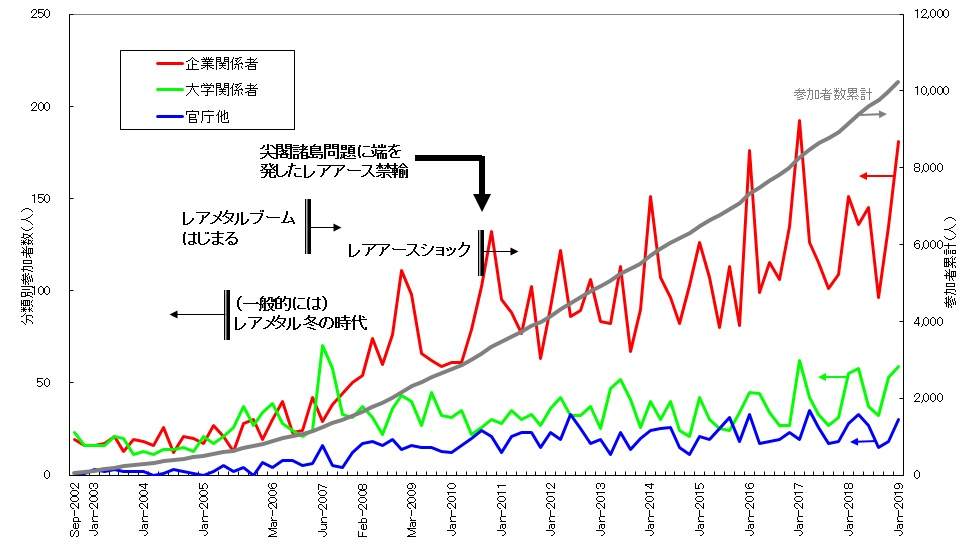 250
200
150
100
50
0
12,000
10,000
8,000
6,000
4,000
2,000
0
分類別参加者数(人)
参加者累計(人)
企業関係者
大学関係者
官庁他
参加者数累計
尖閣諸島問題に端を
発したレアアース禁輸
レアメタルブーム
はじまる
レアアースショック
(一般的には)
レアメタル冬の時代
Sep-2002
Jan-2003
Jan-2004
Jan-2005
Mar-2006
Jun-2007
Feb-2008
Mar-2009
Jan-2010
Jan-2011
Jan-2012
Jan-2013
Jan-2014
Jan-2015
Jan-2016
Jan-2017
Jan-2018
Jan-2019